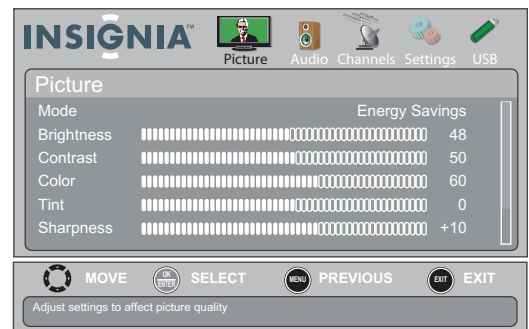 INSIGNIA™
Picture Audio Channels Settings USB
Picture
Mode Energy Savings
Brightness 48
Contrast 50
Color 60
Tint 0
Sharpness +10
MOVE OK ENTER SELECT MENU PREVIOUS EXIT EXIT
Adjust settings to affect picture quality